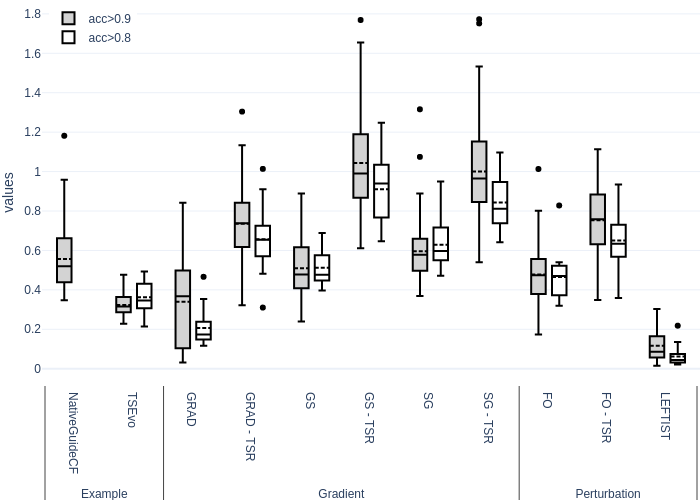 1.8
1.6
1.4
1.2
1
0.8
0.6
0.4
0.2
0
values
acc>0.9
acc>0.8
NativeGuideCF
TSEvo
GRAD
GRAD - TSR
GS
GS - TSR
SG
SG - TSR
FO
FO - TSR
LEFTIST
Example
Gradient
Perturbation